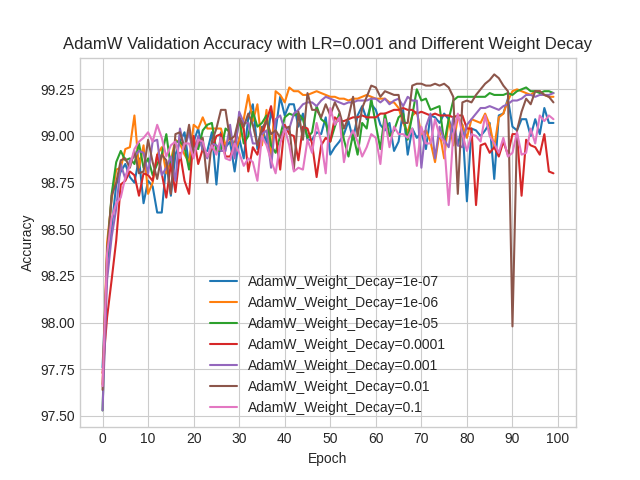 AdamW Validation Accuracy with LR=0.001 and Different Weight Decay
Accuracy
99.25
99.00
98.75
98.50
98.25
98.00
97.75
97.50
AdamW_Weight_Decay=1e-07
AdamW_Weight_Decay=1e-06
AdamW_Weight_Decay=1e-05
AdamW_Weight_Decay=0.0001
AdamW_Weight_Decay=0.001
AdamW_Weight_Decay=0.01
AdamW_Weight_Decay=0.1
0 10 20 30 40 50 60 70 80 90 100
Epoch